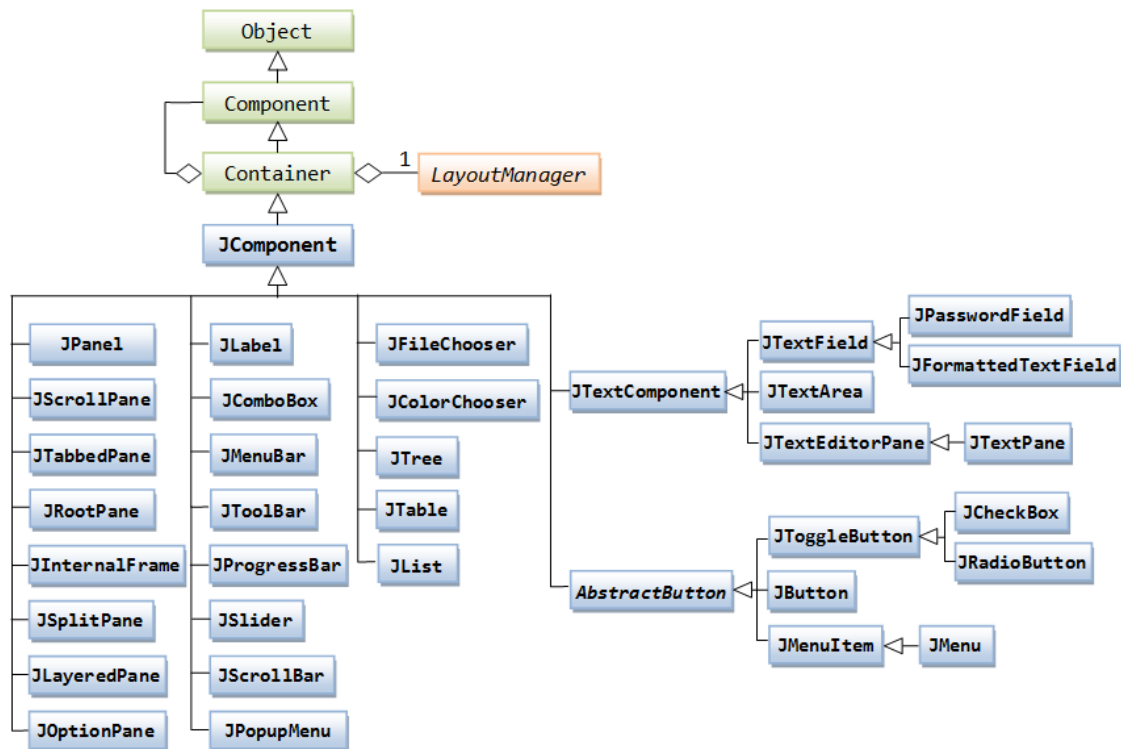 Object
Component
Container
1
LayoutManager
JComponent
JPanel
JScrollPane
JTabbedPane
JRootPane
JInternalFrame
JSplitPane
JLayeredPane
JOptionPane
JLabel
JComboBox
JMenuBar
JToolBar
JProgressBar
JSlider
JScrollBar
JPopupMenu
JFileChooser
JColorChooser
JTree
JTable
JList
JTextComponent
JTextField
JPasswordField
JFormattedTextField
JTextArea
JTextEditorPane
JTextPane
AbstractButton
JToggleButton
JCheckBox
JRadioButton
JButton
JMenuItem
JMenu